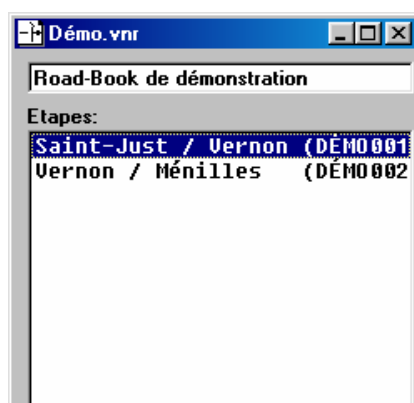 Démo.vnr
Road-Book de démonstration
Etapes:
Saint-Just / Vernon (DÉMO001
Vernon / Ménilles (DÉMO002